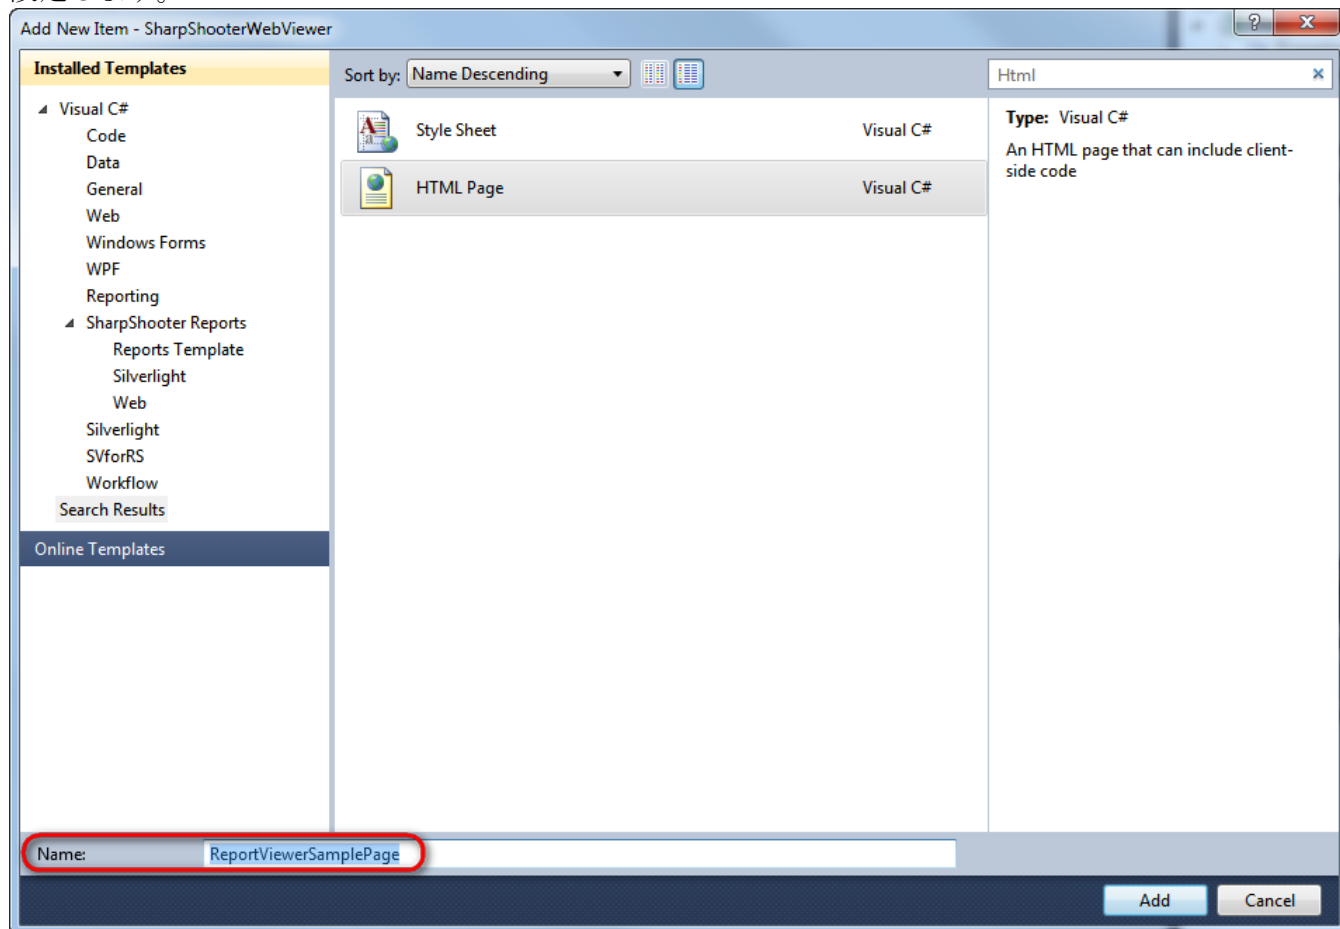 Add New Item - SharpShooterWebViewer
Installed Templates
Sort by: Name Descending
Html
Visual C#
Code
Data
General
Web
Windows Forms
WPF
Reporting
SharpShooter Reports
Reports Template
Silverlight
Web
Silverlight
SVforRS
Workflow
Search Results
Online Templates
Style Sheet Visual C#
HTML Page Visual C#
Type: Visual C#
An HTML page that can include client-
side code
Name: ReportViewerSamplePage
Add Cancel